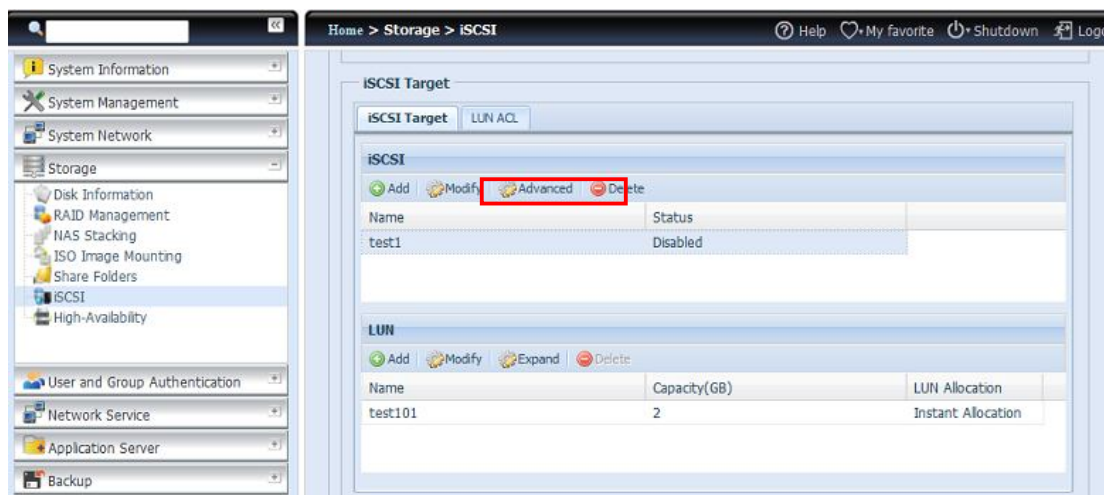 Home > Storage > iSCSI
Help My favorite Shutdown Logo
System Information
System Management
System Network
Storage
Disk Information
RAID Management
NAS Stacking
ISO Image Mounting
Share Folders
iSCSI
High-Availability
User and Group Authentication
Network Service
Application Server
Backup
iSCSI Target
iSCSI Target LUN ACL
iSCSI
Add Modify Advanced Delete
Name Status
test1 Disabled
LUN
Add Modify Expand Delete
Name Capacity(GB) LUN Allocation
test101 2 Instant Allocation